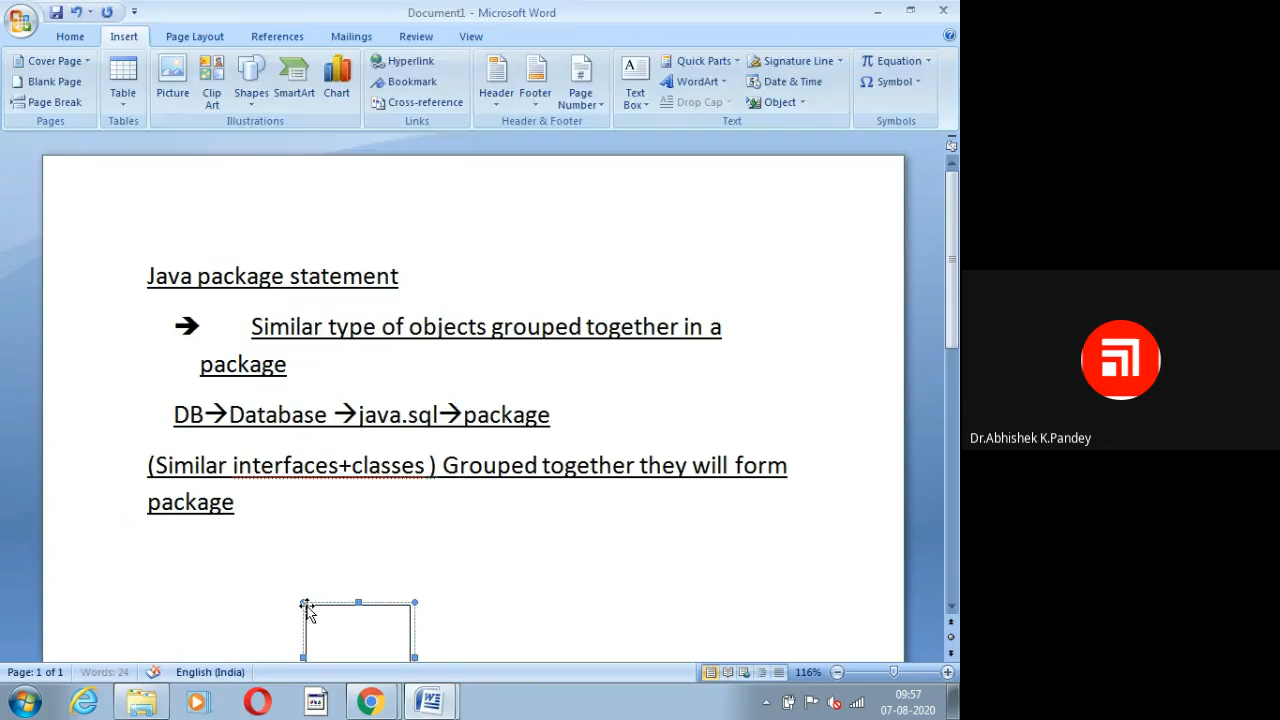 Document1 - Microsoft Word
Home Insert Page Layout References Mailings Review View
Cover Page
Blank Page
Page Break
Pages
Table
Tables
Picture
Clip Art
Shapes
SmartArt
Chart
Illustrations
Hyperlink
Bookmark
Cross-reference
Links
Header
Footer
Page Number
Header & Footer
A
Text Box
Quick Parts
WordArt
Drop Cap
Signature Line
Date & Time
Object
Text
π Equation
Ω Symbol
Symbols
Java package statement
➔ Similar type of objects grouped together in a
package
DB→Database →java.sql→package
(Similar interfaces+classes ) Grouped together they will form
package
Dr.Abhishek K.Pandey
Page: 1 of 1 Words: 24 English (India) 116%
09:57
07-08-2020